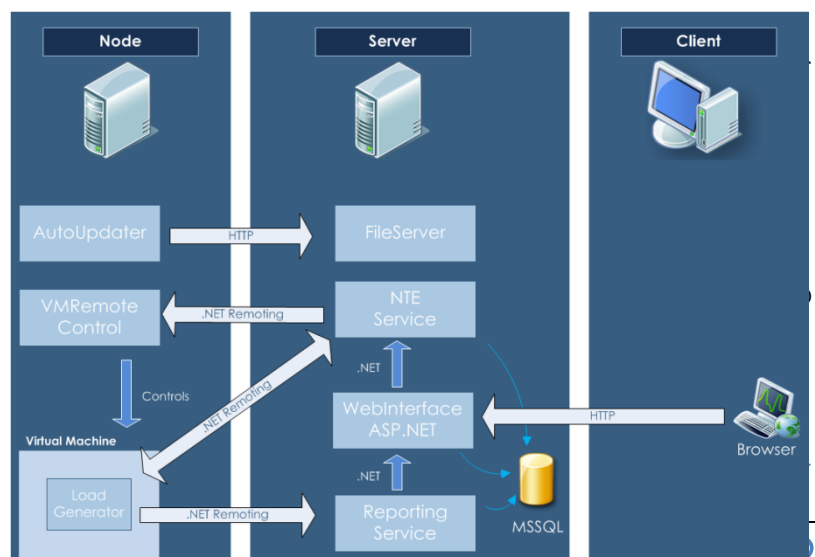 Node
Server
Client
AutoUpdater
HTTP
FileServer
VMRemote
Control
.NET Remoting
NTE
Service
Controls
.NET Remoting
.NET
WebInterface
ASP.NET
HTTP
Browser
Virtual Machine
Load
Generator
.NET Remoting
.NET
Reporting
Service
MSSQL